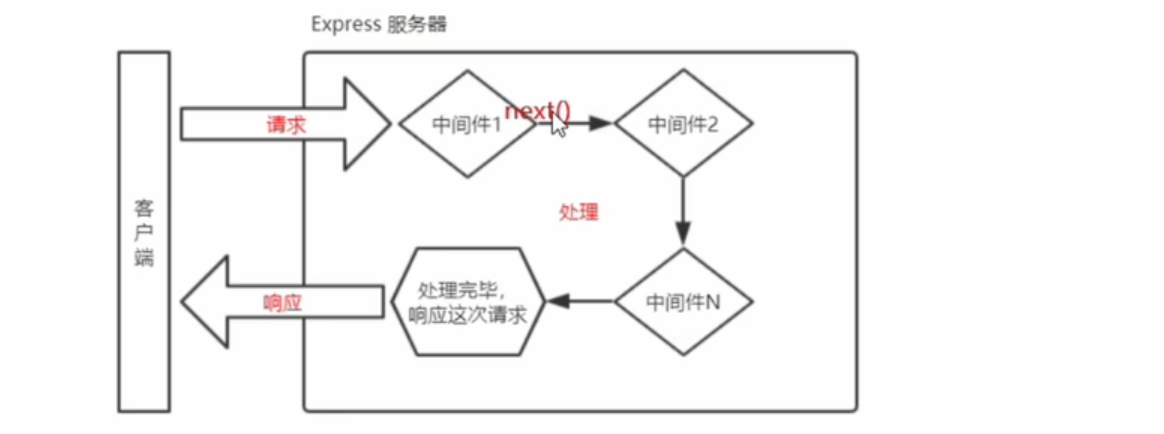 Express 服务器
请求
中间件1
next()
中间件2
处理
客户端
处理完毕,
响应这次请求
中间件N
响应